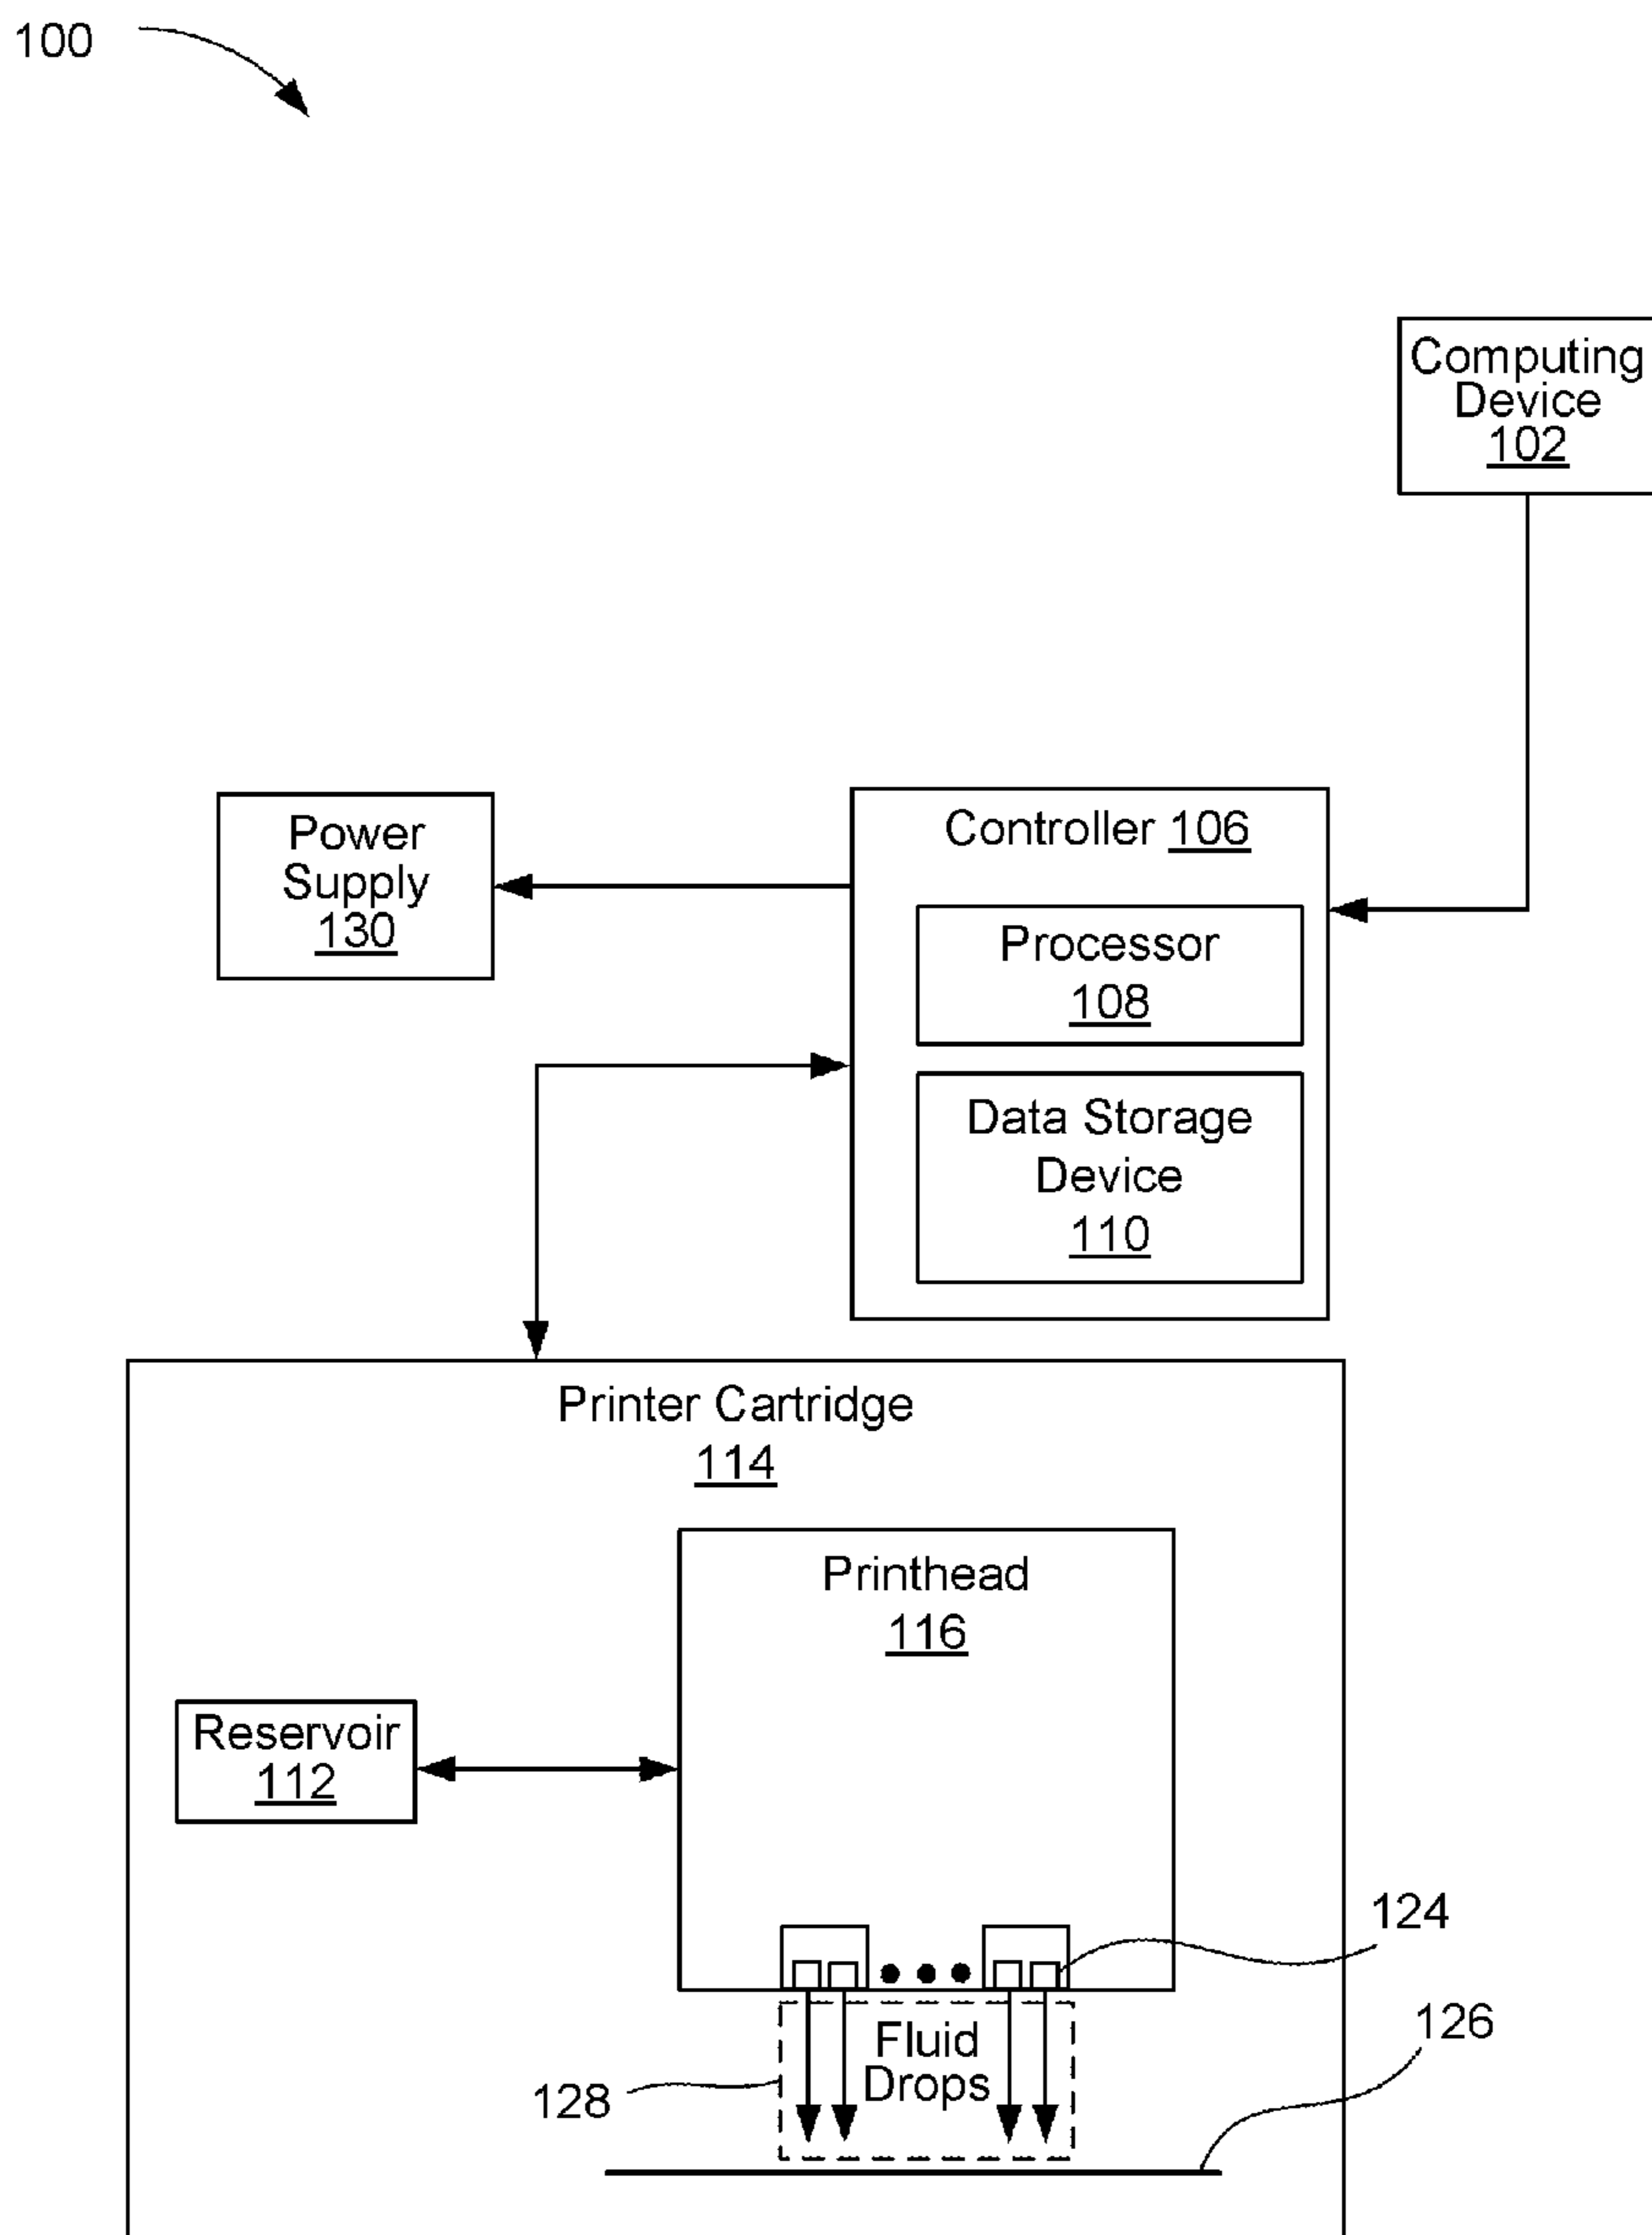 100
Computing
Device
102
Power
Supply
130
Controller 106
Processor
108
Data Storage
Device
110
Printer Cartridge
114
Printhead
116
Reservoir
112
124
Fluid
Drops
126
128